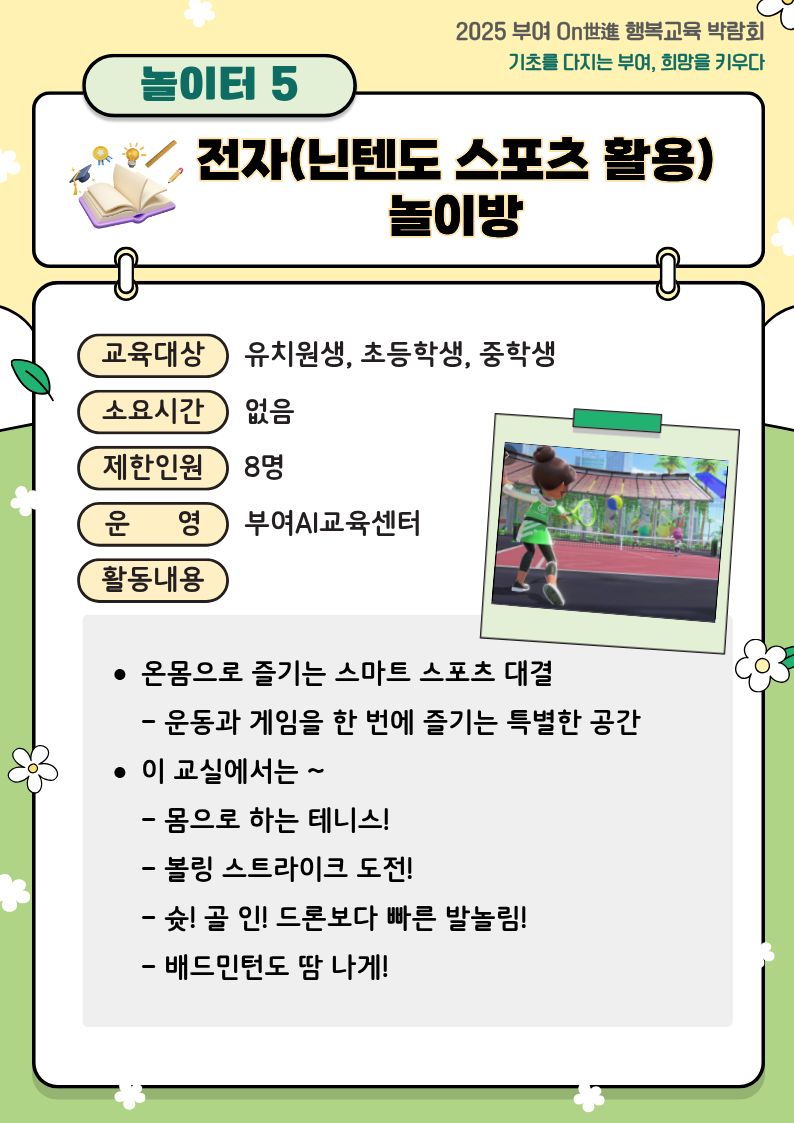 2025 부여 On世進 행복교육 박람회
기초를 다지는 부여, 희망을 키우다
놀이터 5
전자(닌텐도 스포츠 활용)
놀이방
교육대상 유치원생, 초등학생, 중학생
소요시간 없음
제한인원 8명
운 영 부여AI교육센터
활동내용
• 온몸으로 즐기는 스마트 스포츠 대결
– 운동과 게임을 한 번에 즐기는 특별한 공간
• 이 교실에서는 ~
– 몸으로 하는 테니스!
– 볼링 스트라이크 도전!
– 슛! 골 인! 드론보다 빠른 발놀림!
– 배드민턴도 땀 나게!